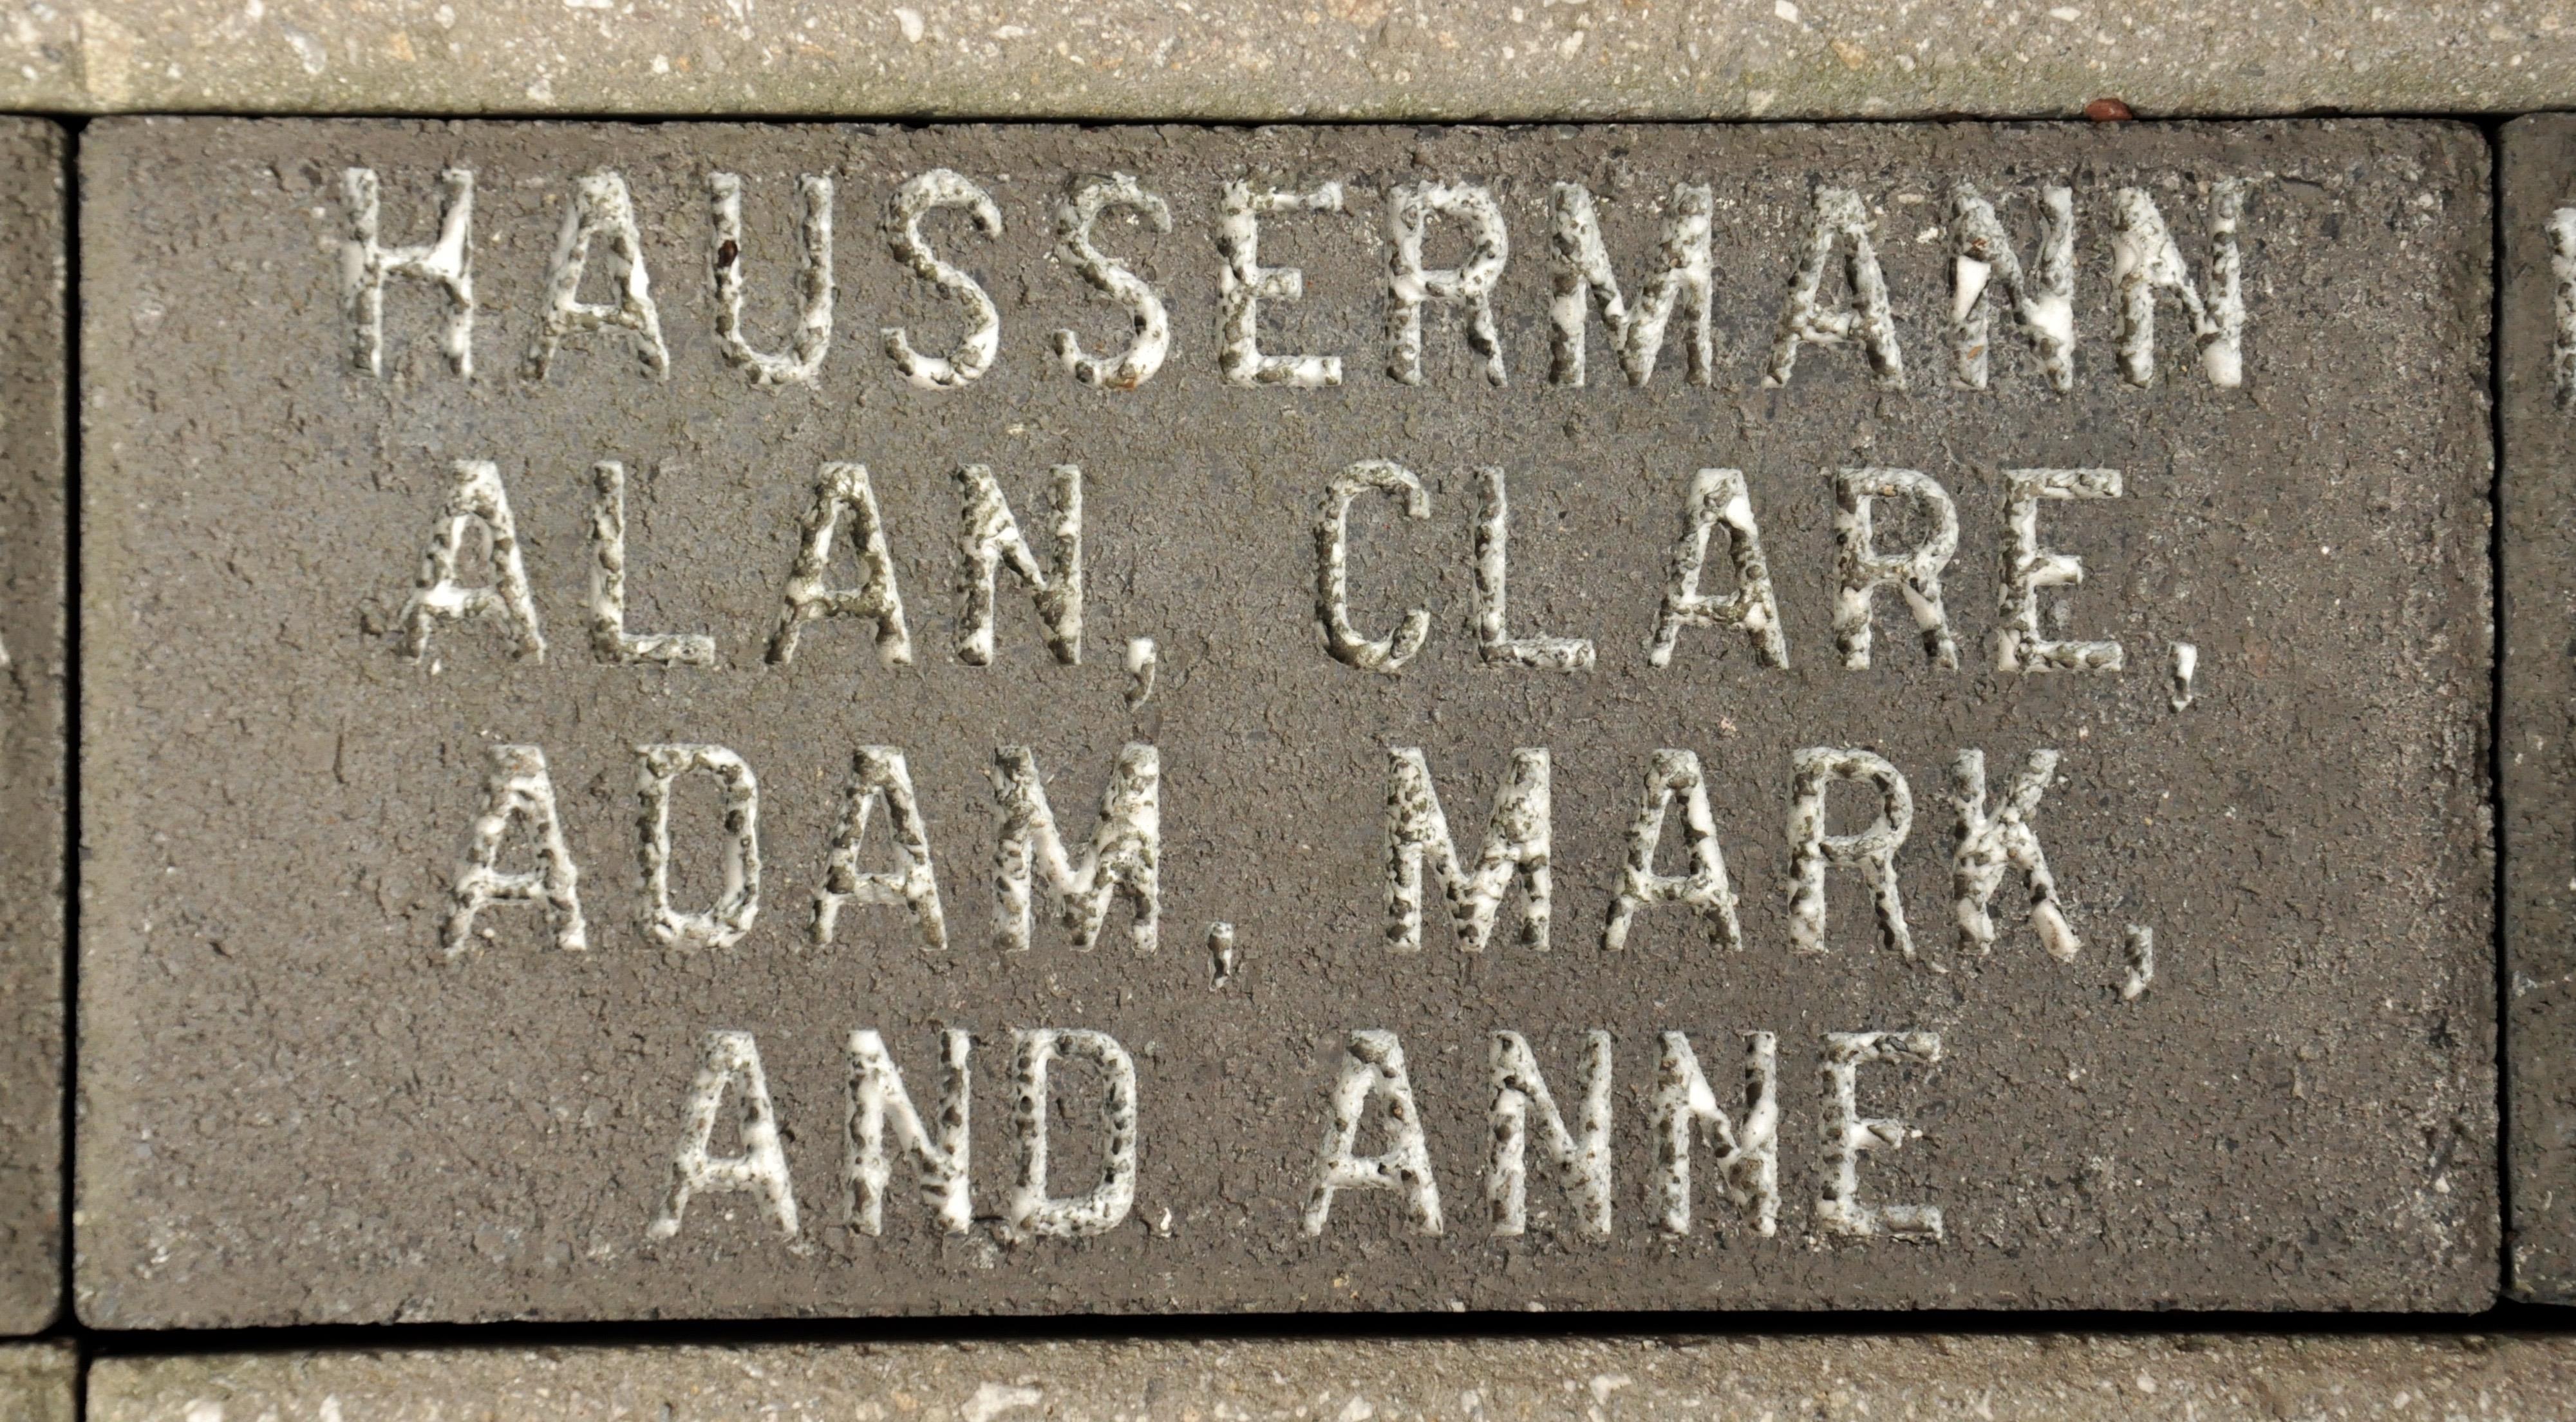 HAUSSERMANN
ALAN, CLARE,
ADAM, MARK,
AND ANNE